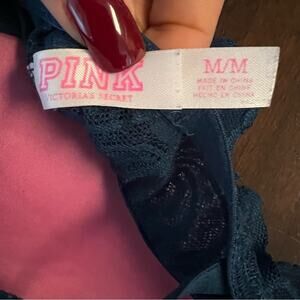 PINK
VICTORIA'S SECRET
M/M
MADE IN CHINA
FAIT EN CHINE
HECHO EN CHINA